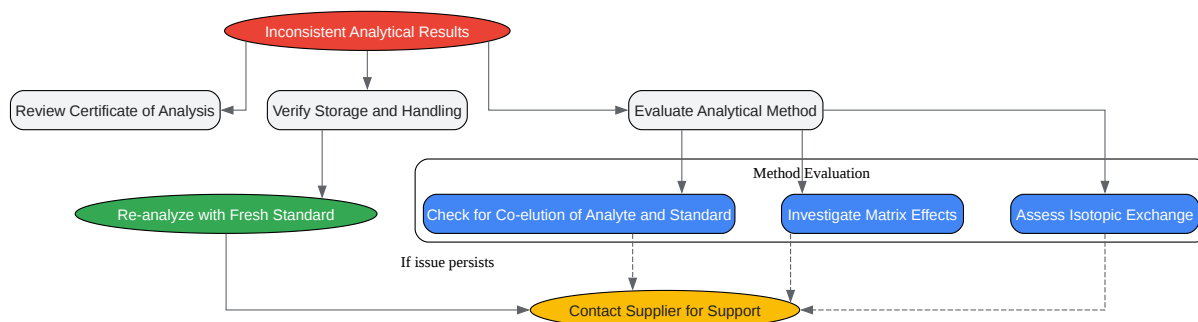 Inconsistent Analytical Results
Review Certificate of Analysis
Verify Storage and Handling
Evaluate Analytical Method
Method Evaluation
Re-analyze with Fresh Standard
Check for Co-elution of Analyte and Standard
Investigate Matrix Effects
Assess Isotopic Exchange
If issue persists
Contact Supplier for Support